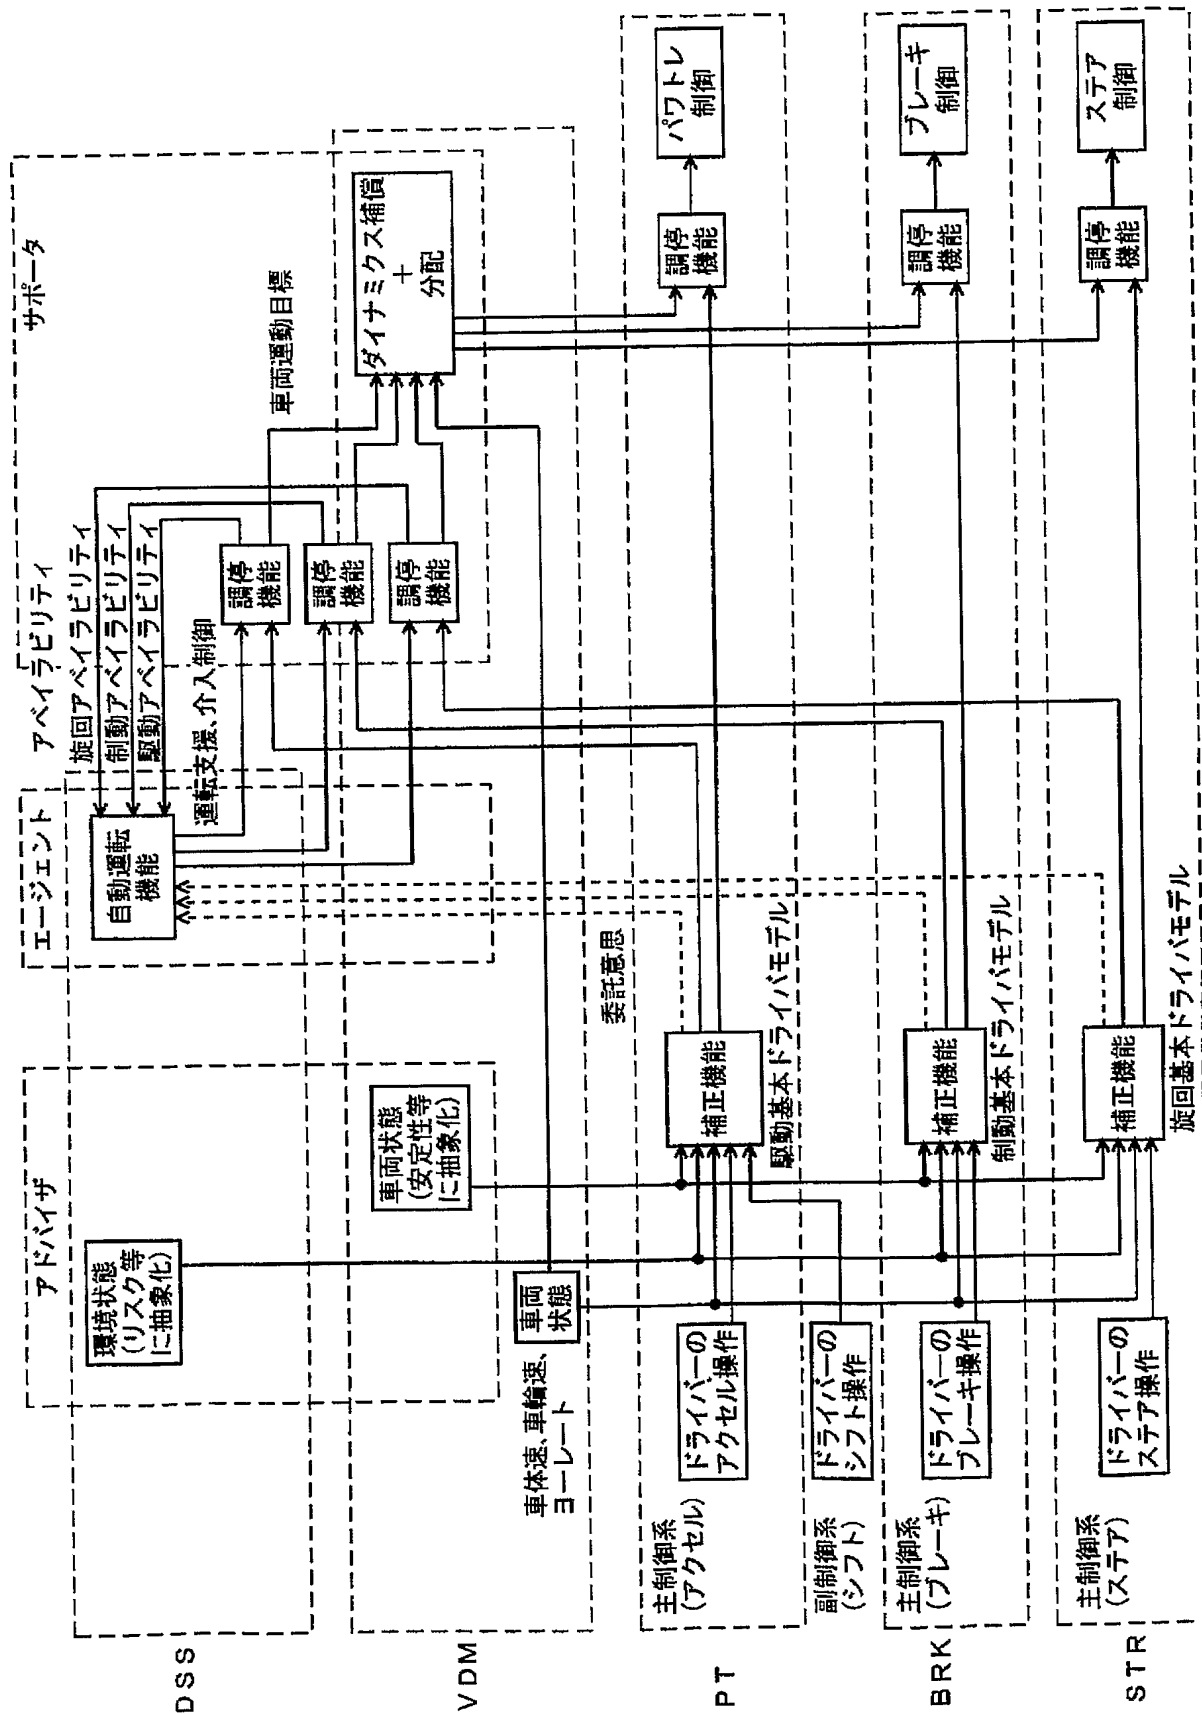 サポータ
アベイラビリティ
エージェント
アドバイザ
旋回アベイラビリティ
制動アベイラビリティ
駆動アベイラビリティ
運転支援、介入制御
車両運動目標
DSS
環境状態
(リスク等
に抽象化)
自動運転
機能
調停
機能
調停
機能
調停
機能
VDM
車両状態
(安定性等
に抽象化)
ダイナミクス補償
+
分配
車体速、車輪速、
ヨーレート
車両
状態
委託意思
PT
主制御系
(アクセル)
ドライバーの
アクセル操作
補正機能
駆動基本ドライバモデル
調停
機能
パワトレ
制御
副制御系
(シフト)
ドライバーの
シフト操作
BRK
主制御系
(ブレーキ)
ドライバーの
ブレーキ操作
補正機能
制動基本ドライバモデル
調停
機能
ブレーキ
制御
STR
主制御系
(ステア)
ドライバーの
ステア操作
補正機能
旋回基本ドライバモデル
調停
機能
ステア
制御